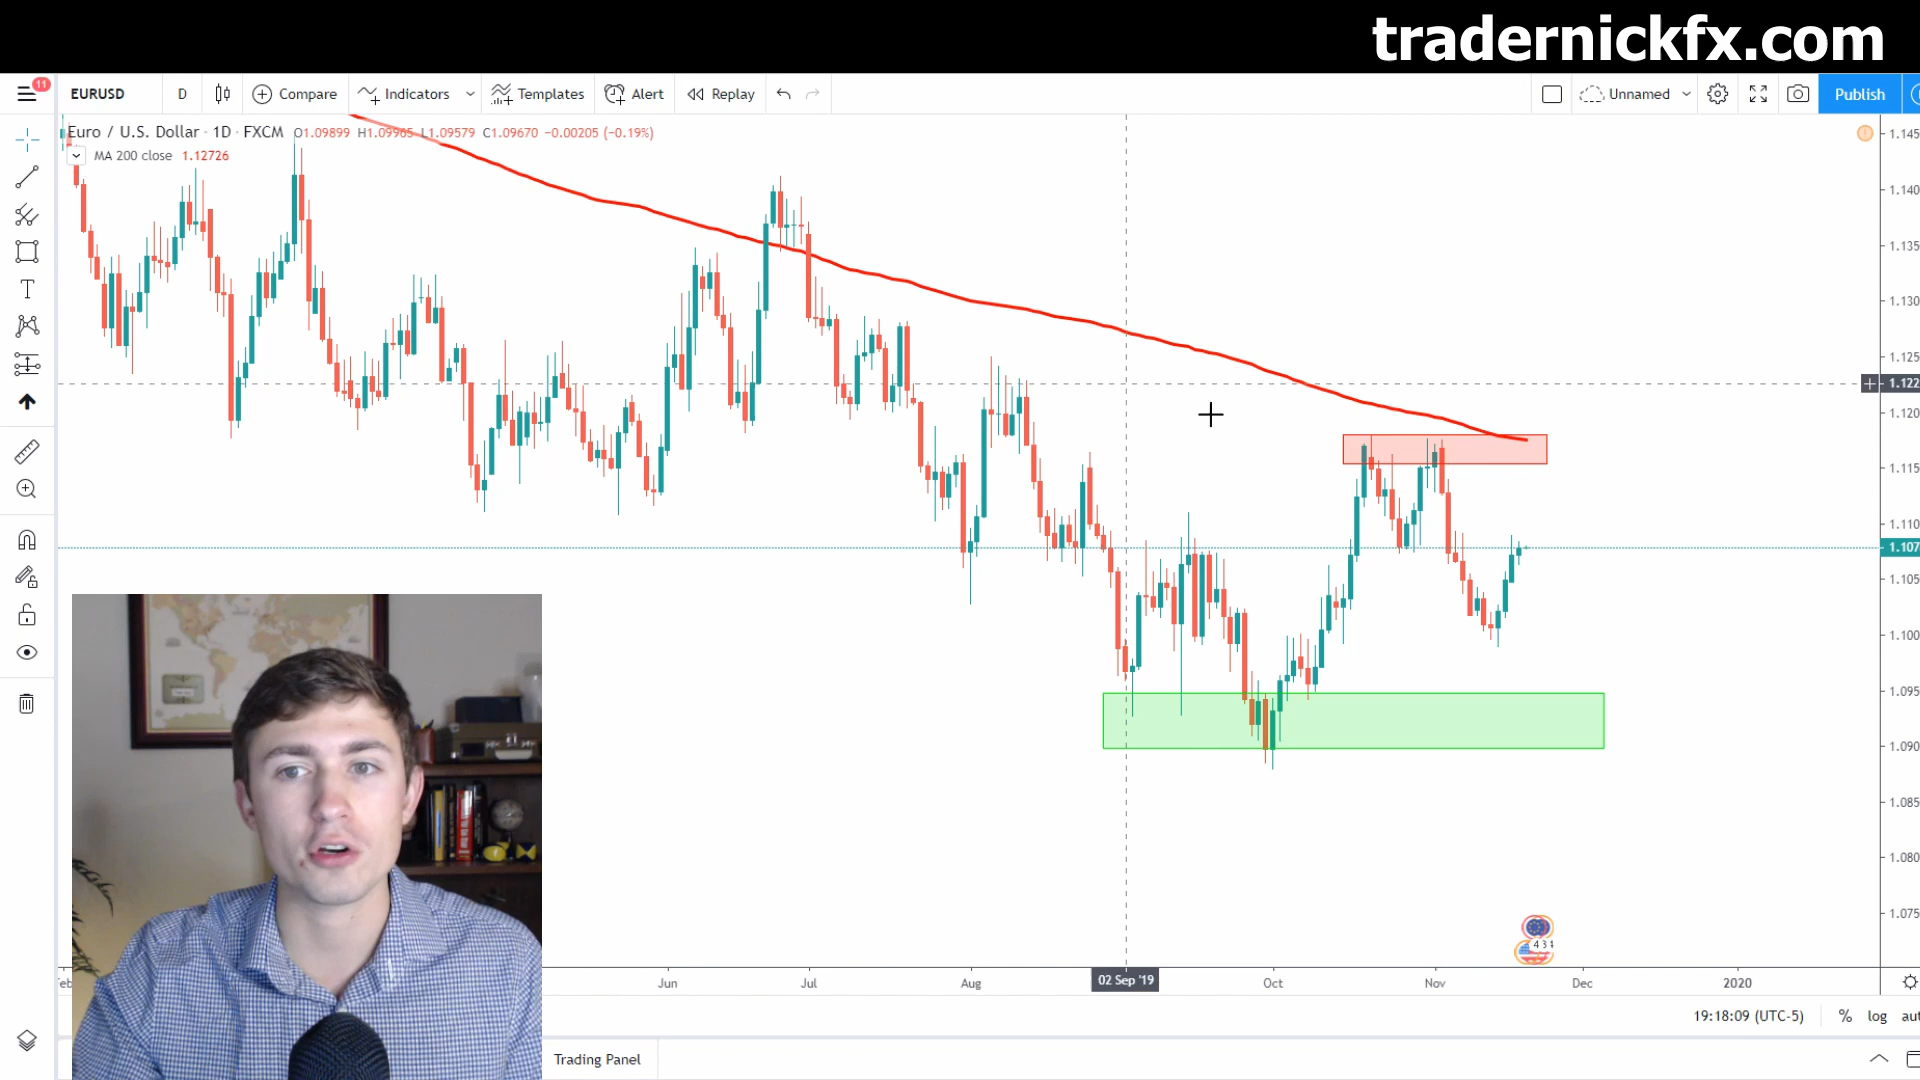 tradernickfx.com
11
EURUSD D Compare Indicators Templates Alert Replay Unnamed Publish
Euro / U.S. Dollar · 1D · FXCM O1.09899 H1.09965 L1.09579 C1.09670 −0.00205 (−0.19%)
MA 200 close 1.12726
1.145
1.140
1.135
1.130
1.125
1.122
1.120
1.115
1.110
1.107
1.105
1.100
1.095
1.090
1.085
1.080
1.075
T
4 3
Jun Jul Aug 02 Sep '19 Oct Nov Dec 2020
19:18:09 (UTC-5) % log aut
Trading Panel